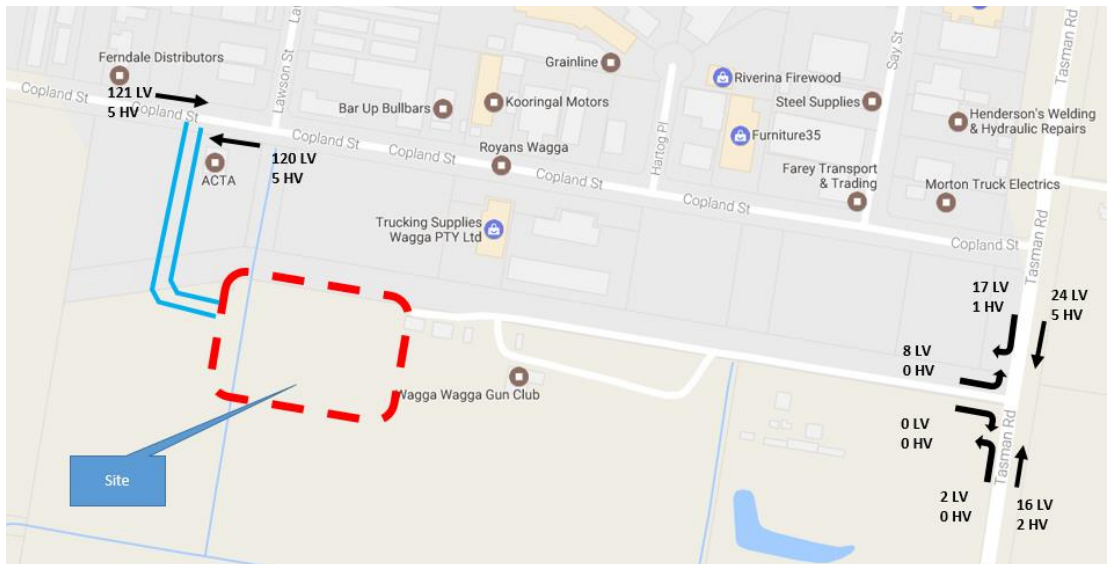 Ferndale Distributors
121 LV
5 HV
Copland St
Copland St
Lawson St
La
Grainline
Bar Up Bullbars
Kooringal Motors
Riverina Firewood
Steel Supplies
Say St
Tasman Rd
Henderson's Welding
& Hydraulic Repairs
Furniture35
Hartog Pl
120 LV
5 HV
ACTA
Copland St
Copland St
Royans Wagga
Copland St
Farey Transport
& Trading
Morton Truck Electrics
Copland St
Trucking Supplies
Wagga PTY Ltd
Copland St
Tasman Rd
17 LV
1 HV
24 LV
5 HV
8 LV
0 HV
Wagga Wagga Gun Club
0 LV
0 HV
Tasman Rd
Site
2 LV
0 HV
16 LV
2 HV